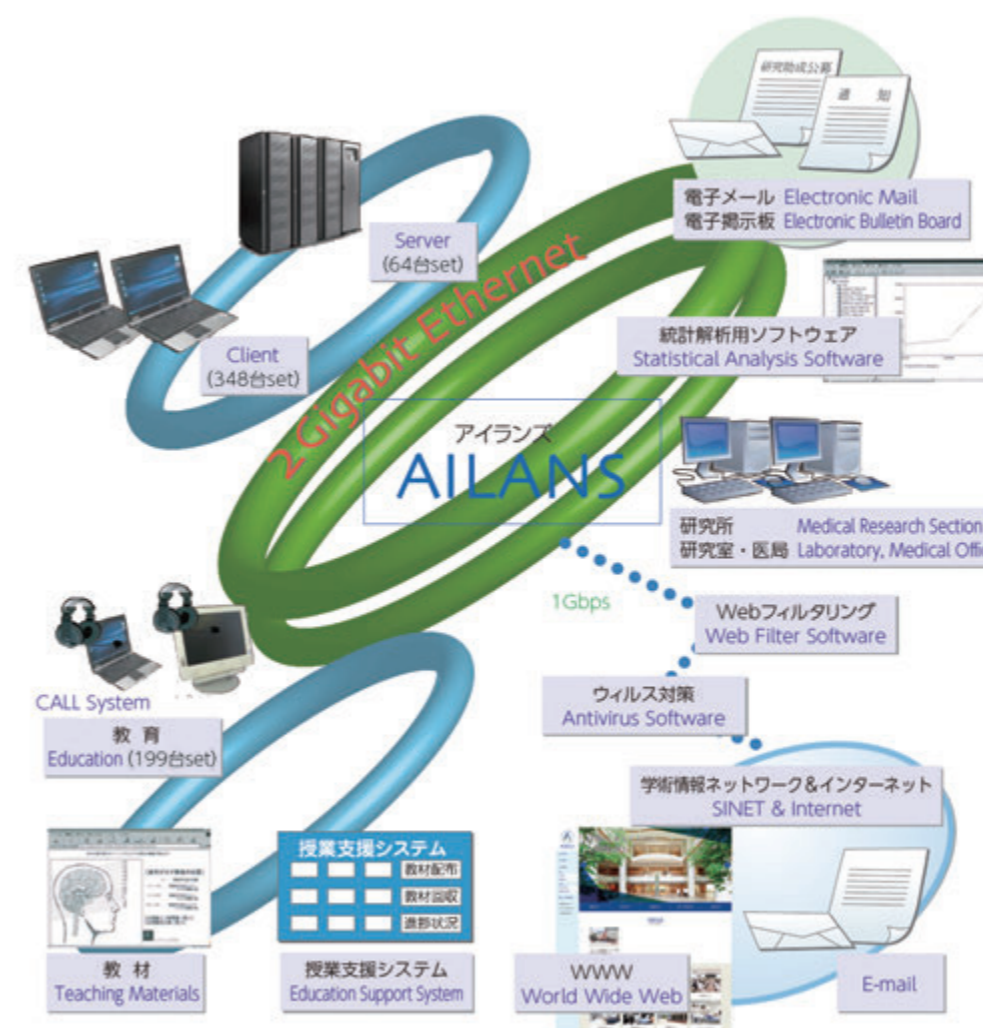 研究助成公募
通 知
電子メール Electronic Mail
電子掲示板 Electronic Bulletin Board
Server
(64台set)
2 Gigabit Ethernet
統計解析用ソフトウェア
Statistical Analysis Software
Client
(348台set)
アイランズ
AILANS
研究所 Medical Research Section
研究室・医局 Laboratory, Medical Offi
1Gbps
Webフィルタリング
Web Filter Software
ウィルス対策
Antivirus Software
CALL System
教 育
Education (199台set)
学術情報ネットワーク&インターネット
SINET & Internet
授業支援システム
教材配布
教材回収
進捗状況
教 材
Teaching Materials
授業支援システム
Education Support System
WWW
World Wide Web
E-mail